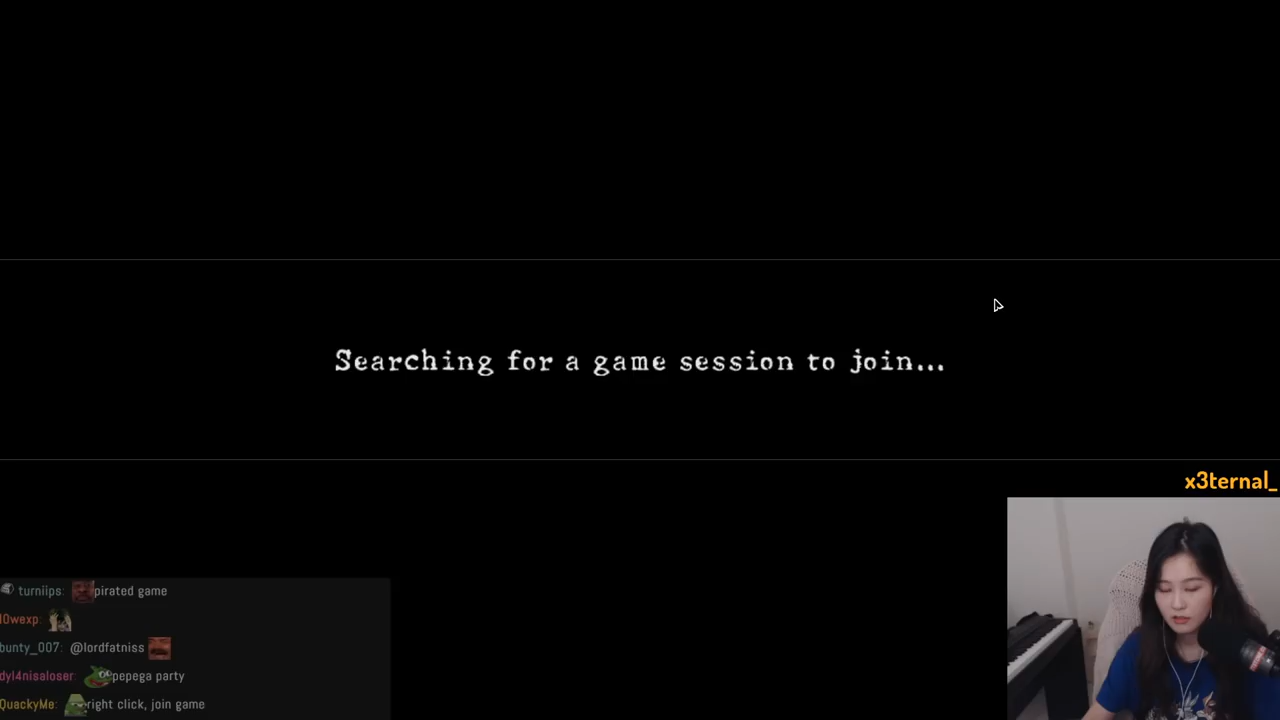 Searching for a game session to join...
x3ternal_
turniips: pirated game
l0wexp:
bunty_007: @lordfatniss
dyl4nisaloser: pepega party
QuackyMe: right click, join game